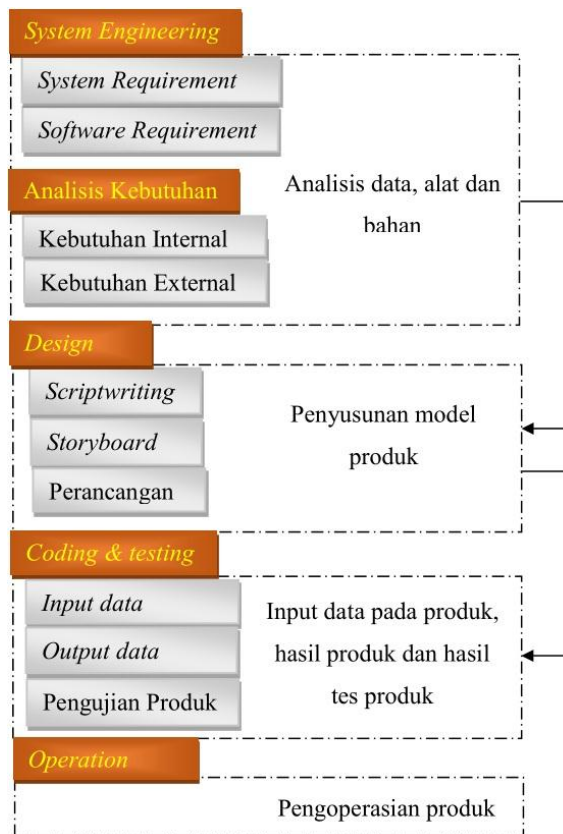 System Engineering
System Requirement
Software Requirement
Analisis Kebutuhan
Kebutuhan Internal
Kebutuhan External
Analisis data, alat dan
bahan
Design
Scriptwriting
Storyboard
Perancangan
Penyusunan model
produk
Coding & testing
Input data
Output data
Pengujian Produk
Input data pada produk,
hasil produk dan hasil
tes produk
Operation
Pengoperasian produk